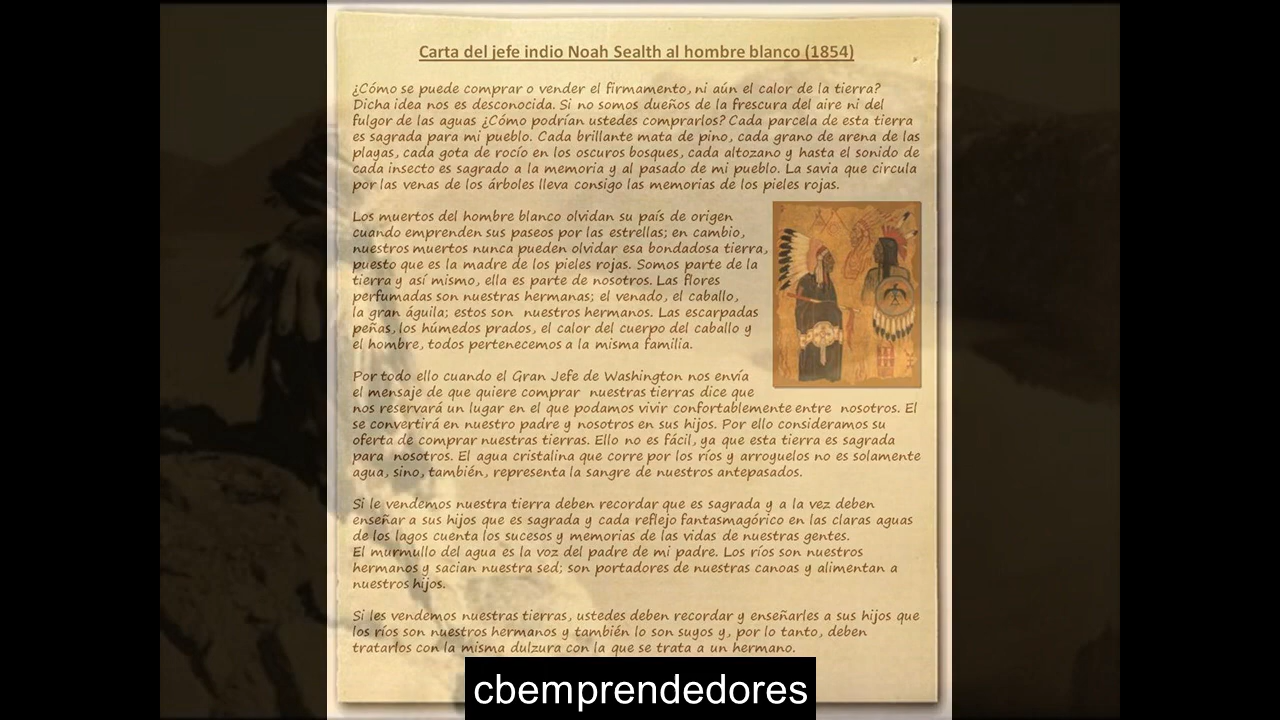 Carta del jefe indio Noah Sealth al hombre blanco (1854)
¿Cómo se puede comprar o vender el firmamento, ni aún el calor de la tierra?
Dicha idea nos es desconocida. Si no somos dueños de la frescura del aire ni del
fulgor de las aguas ¿Cómo podrían ustedes comprarlos? Cada parcela de esta tierra
es sagrada para mi pueblo. Cada brillante mata de pino, cada grano de arena de las
playas, cada gota de rocío en los oscuros bosques, cada altozano y hasta el sonido de
cada insecto es sagrado a la memoria y al pasado de mi pueblo. La savia que circula
por las venas de los árboles lleva consigo las memorias de los pieles rojas.
Los muertos del hombre blanco olvidan su país de origen
cuando emprenden sus paseos por las estrellas; en cambio,
nuestros muertos nunca pueden olvidar esa bondadosa tierra,
puesto que es la madre de los pieles rojas. Somos parte de la
tierra y así mismo, ella es parte de nosotros. Las flores
perfumadas son nuestras hermanas; el venado, el caballo,
la gran águila; estos son nuestros hermanos. Las escarpadas
peñas, los húmedos prados, el calor del cuerpo del caballo y
el hombre, todos pertenecemos a la misma familia.
Por todo ello cuando el Gran Jefe de Washington nos envía
el mensaje de que quiere comprar nuestras tierras dice que
nos reservará un lugar en el que podamos vivir confortablemente entre nosotros. El
se convertirá en nuestro padre y nosotros en sus hijos. Por ello consideramos su
oferta de comprar nuestras tierras. Ello no es fácil, ya que esta tierra es sagrada
para nosotros. El agua cristalina que corre por los ríos y arroyuelos no es solamente
agua, sino, también, representa la sangre de nuestros antepasados.
Si le vendemos nuestra tierra deben recordar que es sagrada y a la vez deben
enseñar a sus hijos que es sagrada y cada reflejo fantasmagórico en las claras aguas
de los lagos cuenta los sucesos y memorias de las vidas de nuestras gentes.
El murmullo del agua es la voz del padre de mi padre. Los ríos son nuestros
hermanos y sacian nuestra sed; son portadores de nuestras canoas y alimentan a
nuestros hijos.
Si les vendemos nuestras tierras, ustedes deben recordar y enseñarles a sus hijos que
los ríos son nuestros hermanos y también lo son suyos y, por lo tanto, deben
tratarlos con la misma dulzura con la que se trata a un hermano.
cbemprendedores